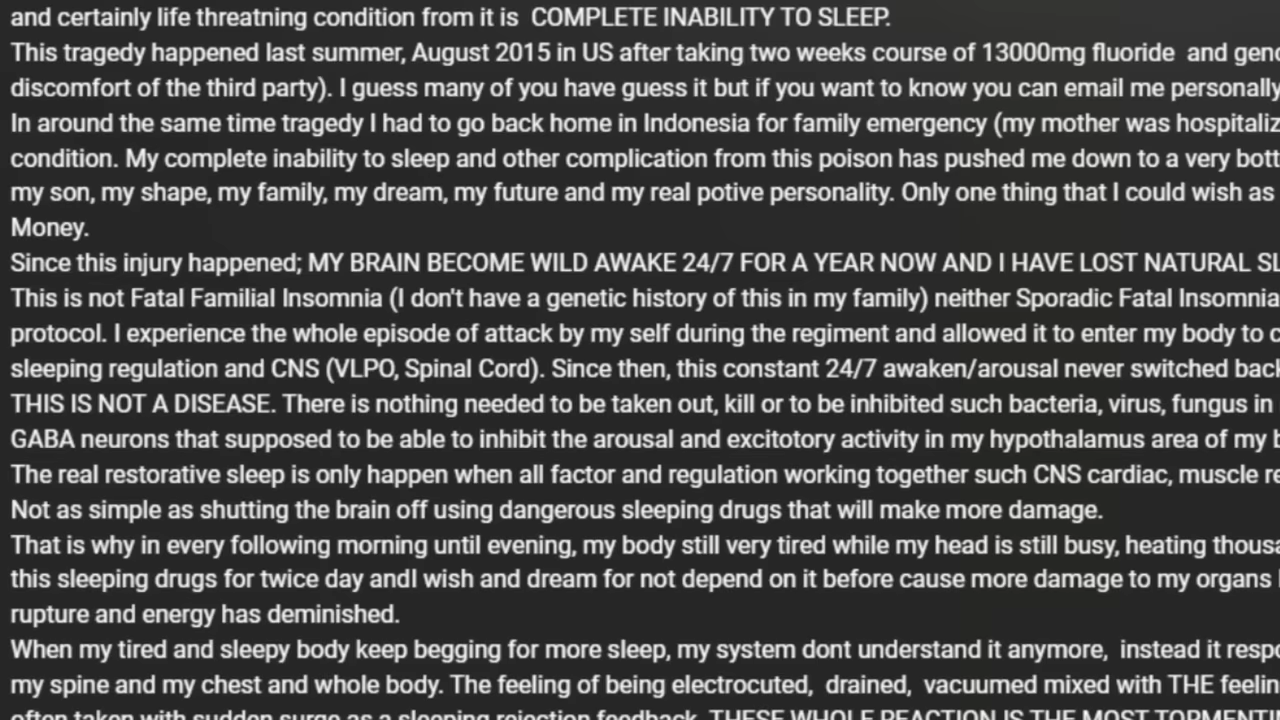 and certainly life threatning condition from it is  COMPLETE INABILITY TO SLEEP.
This tragedy happened last summer, August 2015 in US after taking two weeks course of 13000mg fluoride  and
discomfort of the third party). I guess many of you have guess it but if you want to know you can email me personally
In around the same time tragedy I had to go back home in Indonesia for family emergency (my mother was
condition. My complete inability to sleep and other complication from this poison has pushed me down to a very
my son, my shape, my family, my dream, my future and my real potive personality. Only one thing that I could wish as
Money.
Since this injury happened; MY BRAIN BECOME WILD AWAKE 24/7 FOR A YEAR NOW AND I HAVE LOST NATURAL
This is not Fatal Familial Insomnia (I don't have a genetic history of this in my family) neither Sporadic Fatal Insomnia
protocol. I experience the whole episode of attack by my self during the regiment and allowed it to enter my body to
sleeping regulation and CNS (VLPO, Spinal Cord). Since then, this constant 24/7 awaken/arousal never switched back
THIS IS NOT A DISEASE. There is nothing needed to be taken out, kill or to be inhibited such bacteria, virus, fungus in
GABA neurons that supposed to be able to inhibit the arousal and excitotory activity in my hypothalamus area of my
The real restorative sleep is only happen when all factor and regulation working together such CNS cardiac, muscle
Not as simple as shutting the brain off using dangerous sleeping drugs that will make more damage.
That is why in every following morning until evening, my body still very tired while my head is still busy, heating
this sleeping drugs for twice day andI wish and dream for not depend on it before cause more damage to my organs
rupture and energy has deminished.
When my tired and sleepy body keep begging for more sleep, my system dont understand it anymore,  instead it
my spine and my chest and whole body. The feeling of being electrocuted,  drained,  vacuumed mixed with THE
often taken with sudden surge as a sleeping rejection feedback. THESE WHOLE REACTION IS THE MOST